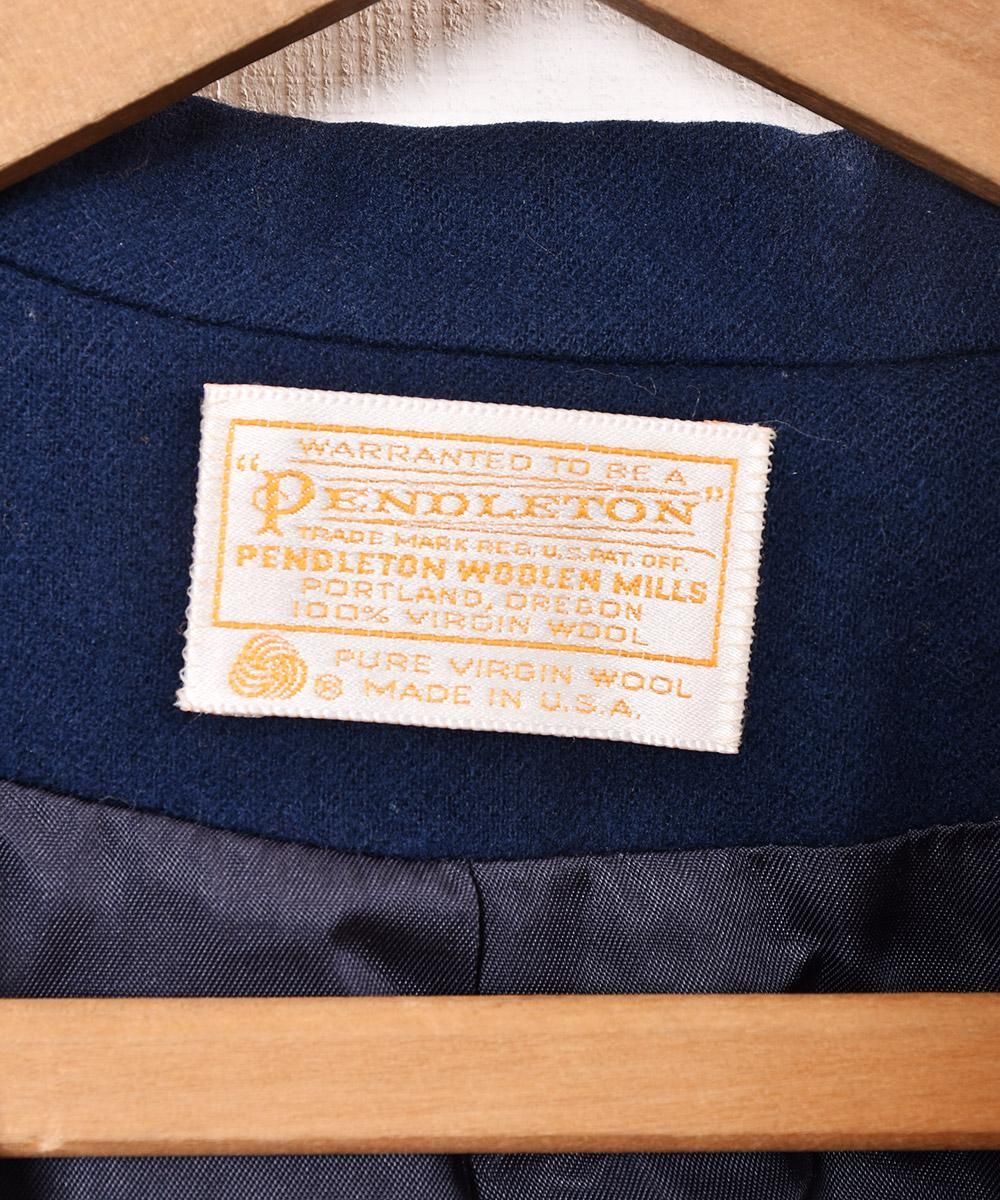 WARRANTED TO BE A
"PENDLETON"
TRADE MARK REG. U.S. PAT. OFF.
PENDLETON WOOLEN MILLS
PORTLAND, OREGON
100% VIRGIN WOOL
PURE VIRGIN WOOL
® MADE IN U.S.A.